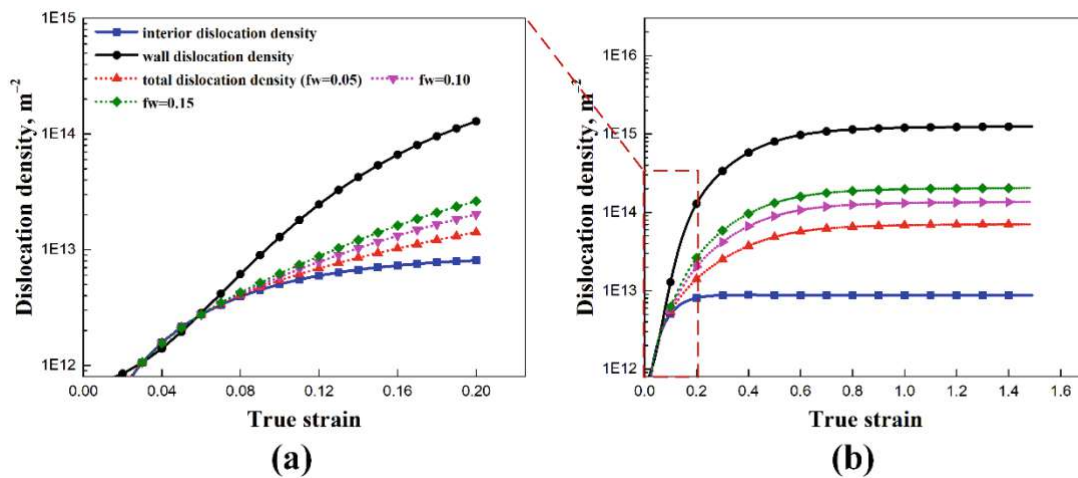 1E15
1E14
1E13
1E12
Dislocation density, m⁻²
interior dislocation density
wall dislocation density
total dislocation density (fw=0.05) fw=0.10
fw=0.15
0.00 0.04 0.08 0.12 0.16 0.20
True strain
(a)
1E16
1E15
1E14
1E13
1E12
Dislocation density, m⁻²
0.0 0.2 0.4 0.6 0.8 1.0 1.2 1.4 1.6
True strain
(b)